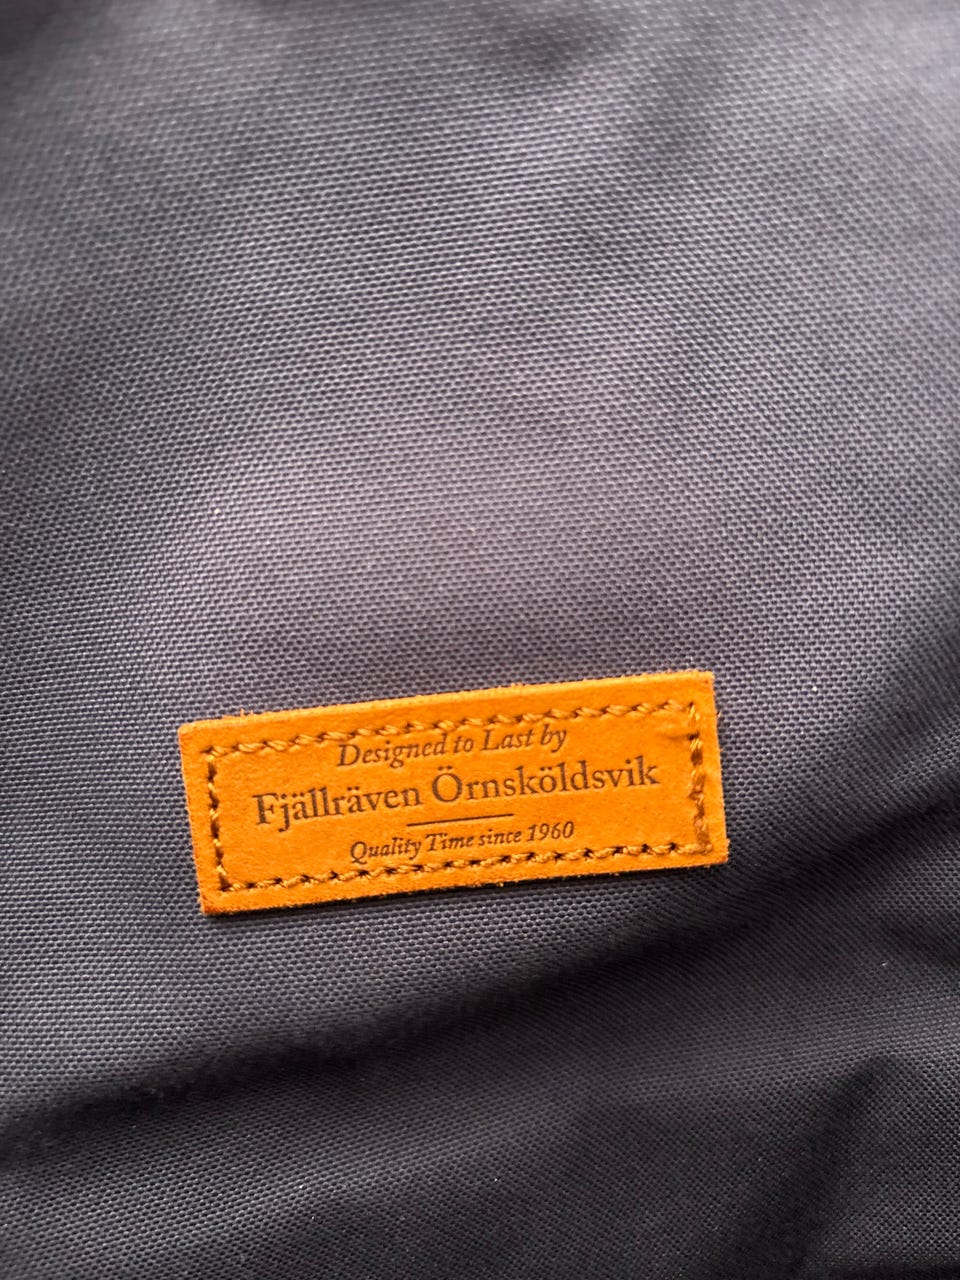 Designed to Last by
Fjällräven Örnsköldsvik
Quality Time since 1960